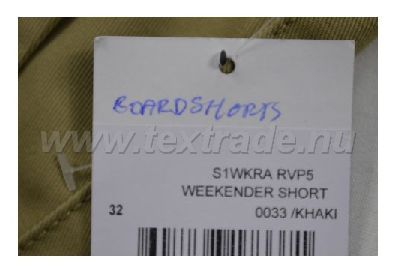 BOARDSHORTS
www.textrade.nu
S1WKRA RVP5
WEEKENDER SHORT
32 0033 /KHAKI